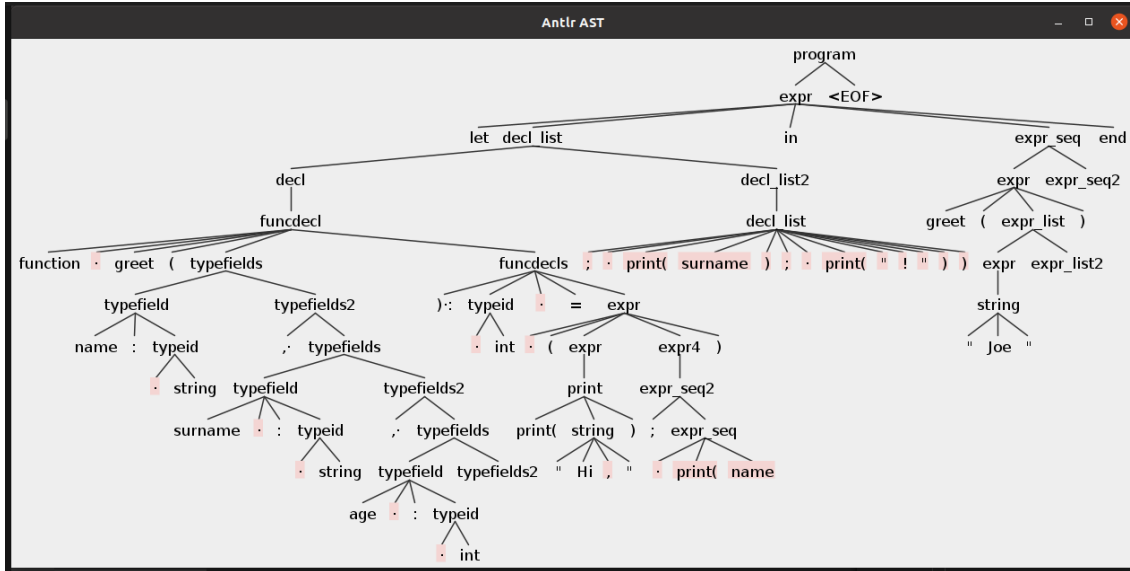 Antlr AST
program
expr <EOF>
let decl_list in expr_seq end
decl decl_list2 expr expr_seq2
funcdecl decl_list greet ( expr_list )
function · greet ( typefields funcdecls ; · print( surname ) ; · print( " ! " ) ) expr expr_list2
typefield typefields2 )·: typeid · = expr string
name : typeid ,· typefields · int · ( expr expr4 ) " Joe "
· string typefield typefields2 print expr_seq2
surname · : typeid ,· typefields print( string ) ; expr_seq
· string typefield typefields2 " Hi , " · print( name
age · : typeid
· int